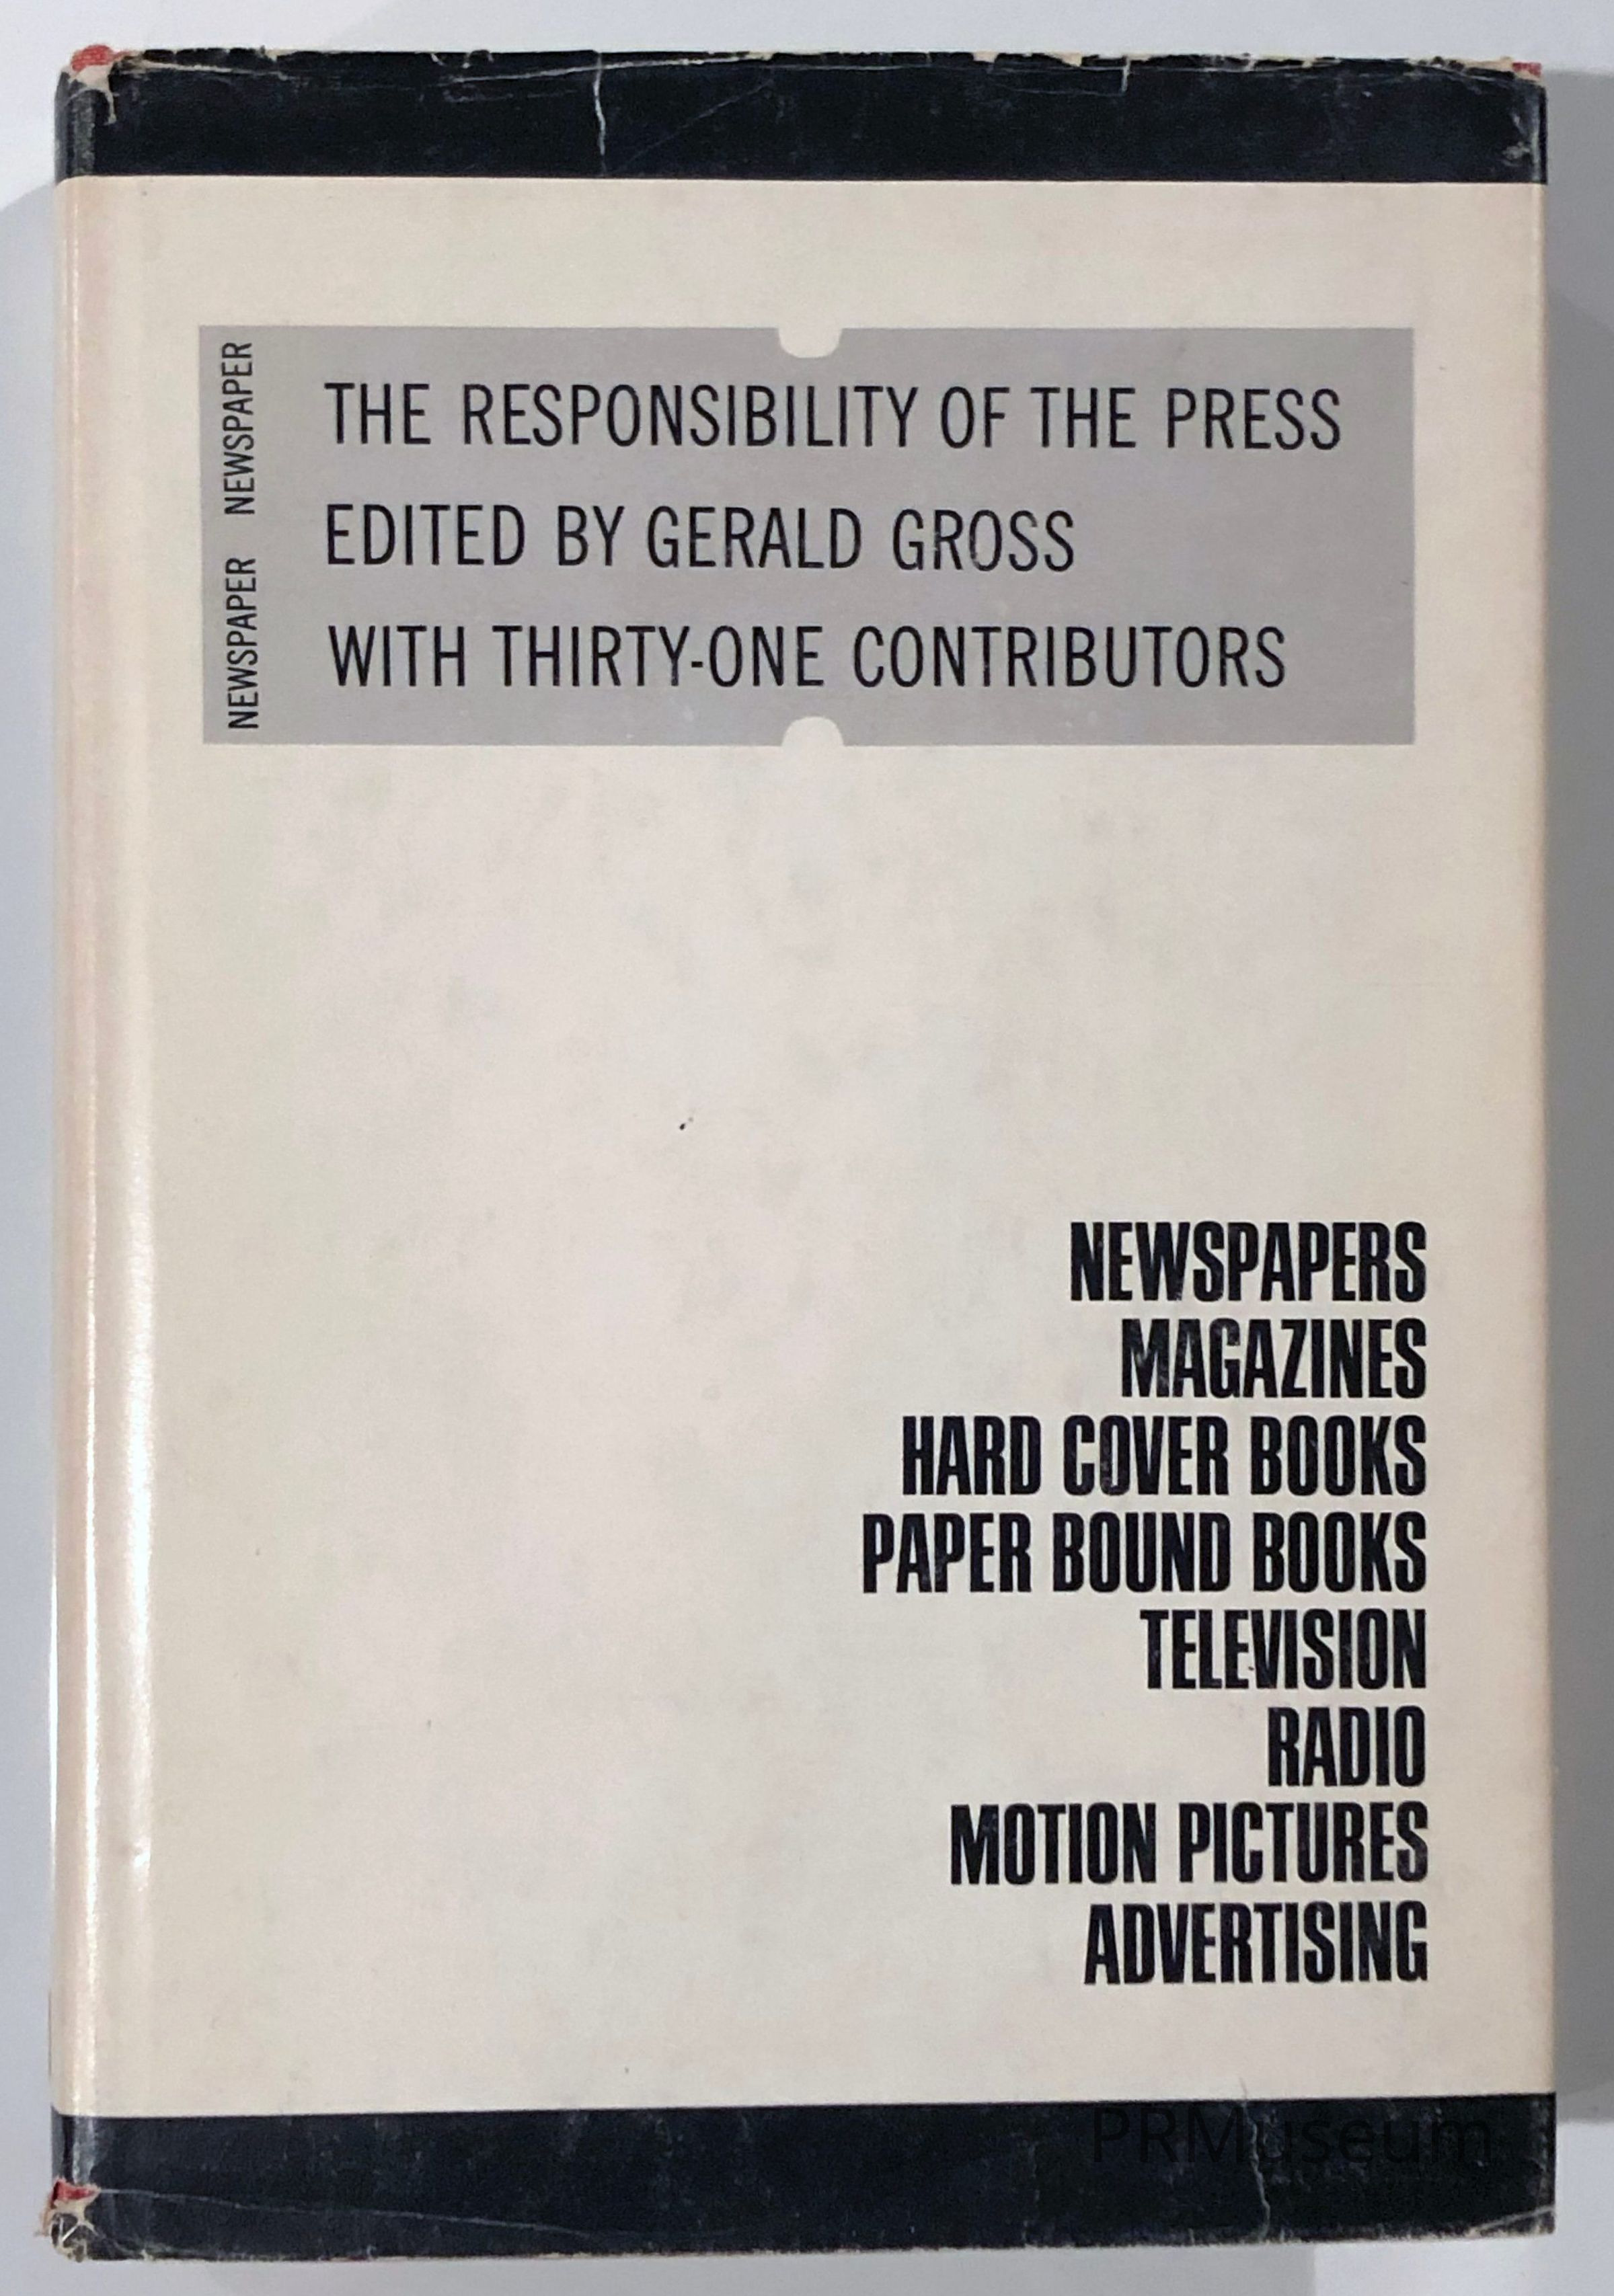 NEWSPAPER NEWSPAPER
THE RESPONSIBILITY OF THE PRESS
EDITED BY GERALD GROSS
WITH THIRTY-ONE CONTRIBUTORS
NEWSPAPERS
MAGAZINES
HARD COVER BOOKS
PAPER BOUND BOOKS
TELEVISION
RADIO
MOTION PICTURES
ADVERTISING
PRMuseum